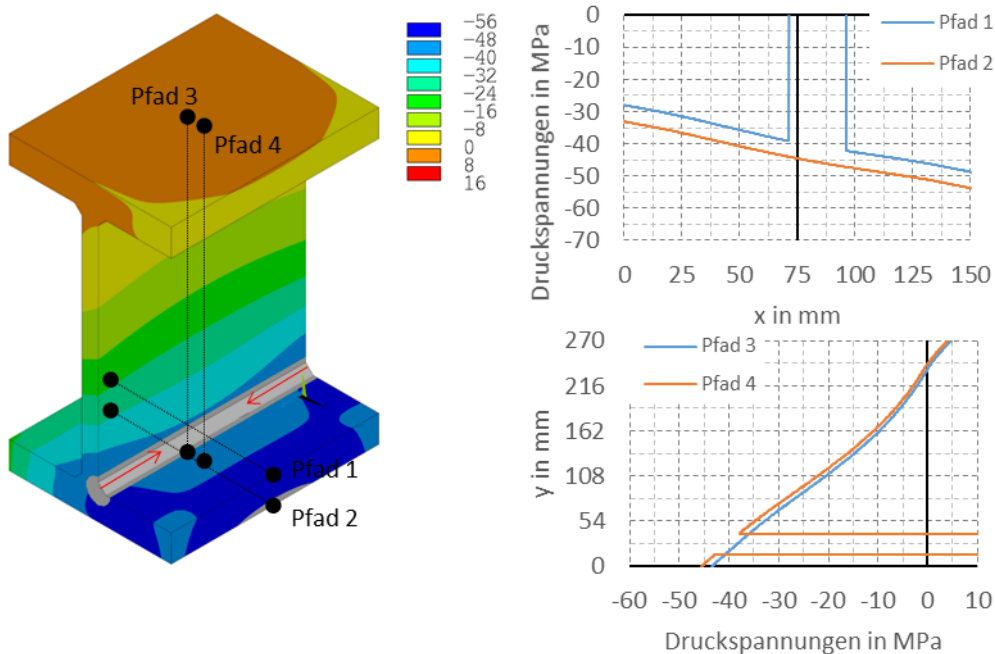 Pfad 3
Pfad 4
−56
−48
−40
−32
−24
−16
−8
0
8
16
Pfad 1
Pfad 2
Druckspannungen in MPa
0
-10
-20
-30
-40
-50
-60
-70
Pfad 1
Pfad 2
0 25 50 75 100 125 150
x in mm
y in mm
270
216
162
108
54
0
Pfad 3
Pfad 4
-60 -50 -40 -30 -20 -10 0 10
Druckspannungen in MPa